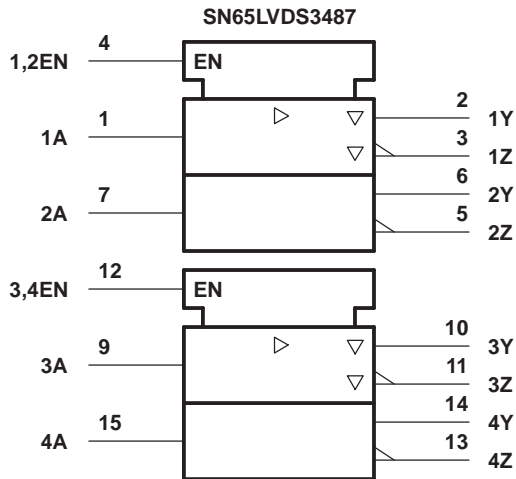 SN65LVDS3487
1,2EN 4 EN
1A 1 2 1Y
3 1Z
2A 7 6 2Y
5 2Z
3,4EN 12 EN
3A 9 10 3Y
11 3Z
4A 15 14 4Y
13 4Z